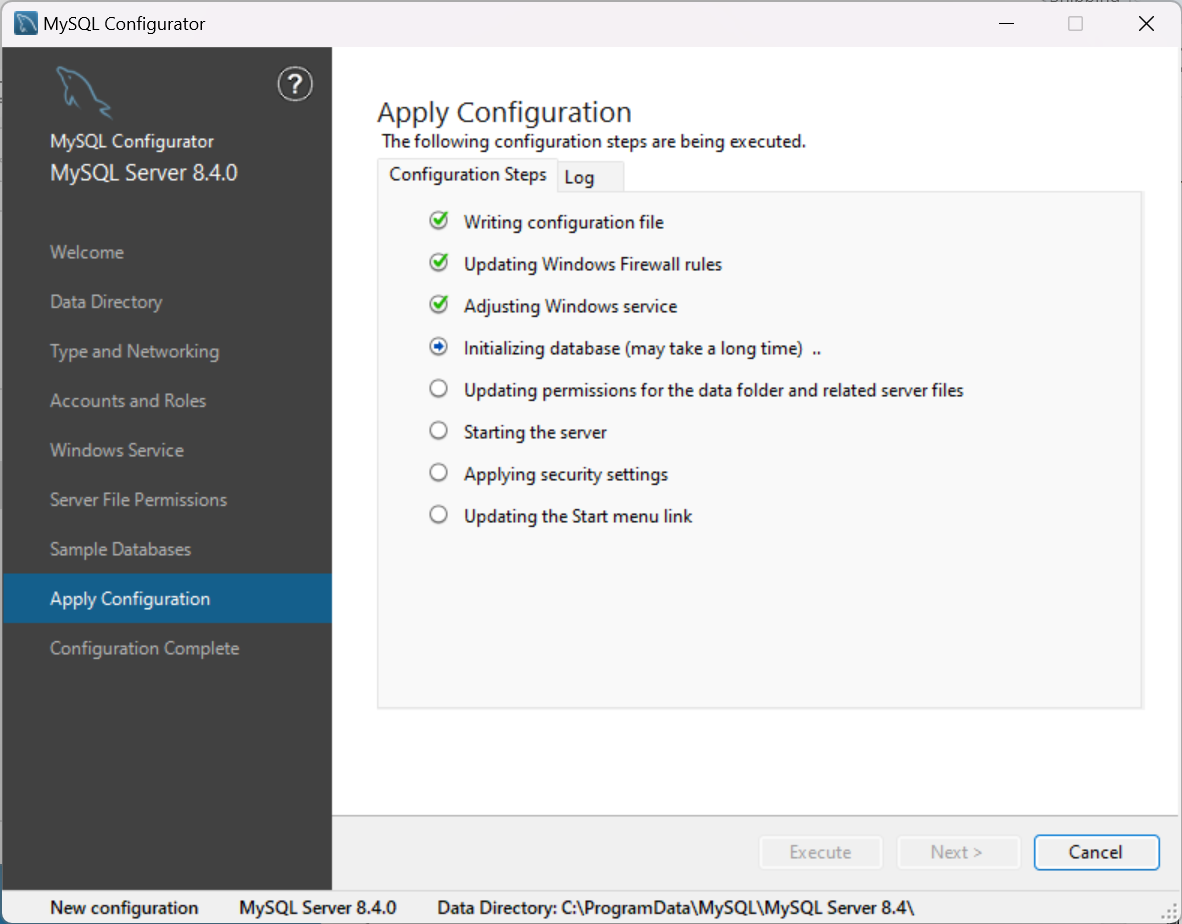 MySQL Configurator
?
MySQL Configurator
MySQL Server 8.4.0
Welcome
Data Directory
Type and Networking
Accounts and Roles
Windows Service
Server File Permissions
Sample Databases
Apply Configuration
Configuration Complete
Apply Configuration
The following configuration steps are being executed.
Configuration Steps
Log
Writing configuration file
Updating Windows Firewall rules
Adjusting Windows service
Initializing database (may take a long time) ..
Updating permissions for the data folder and related server files
Starting the server
Applying security settings
Updating the Start menu link
Execute
Next >
Cancel
New configuration
MySQL Server 8.4.0
Data Directory: C:\ProgramData\MySQL\MySQL Server 8.4\